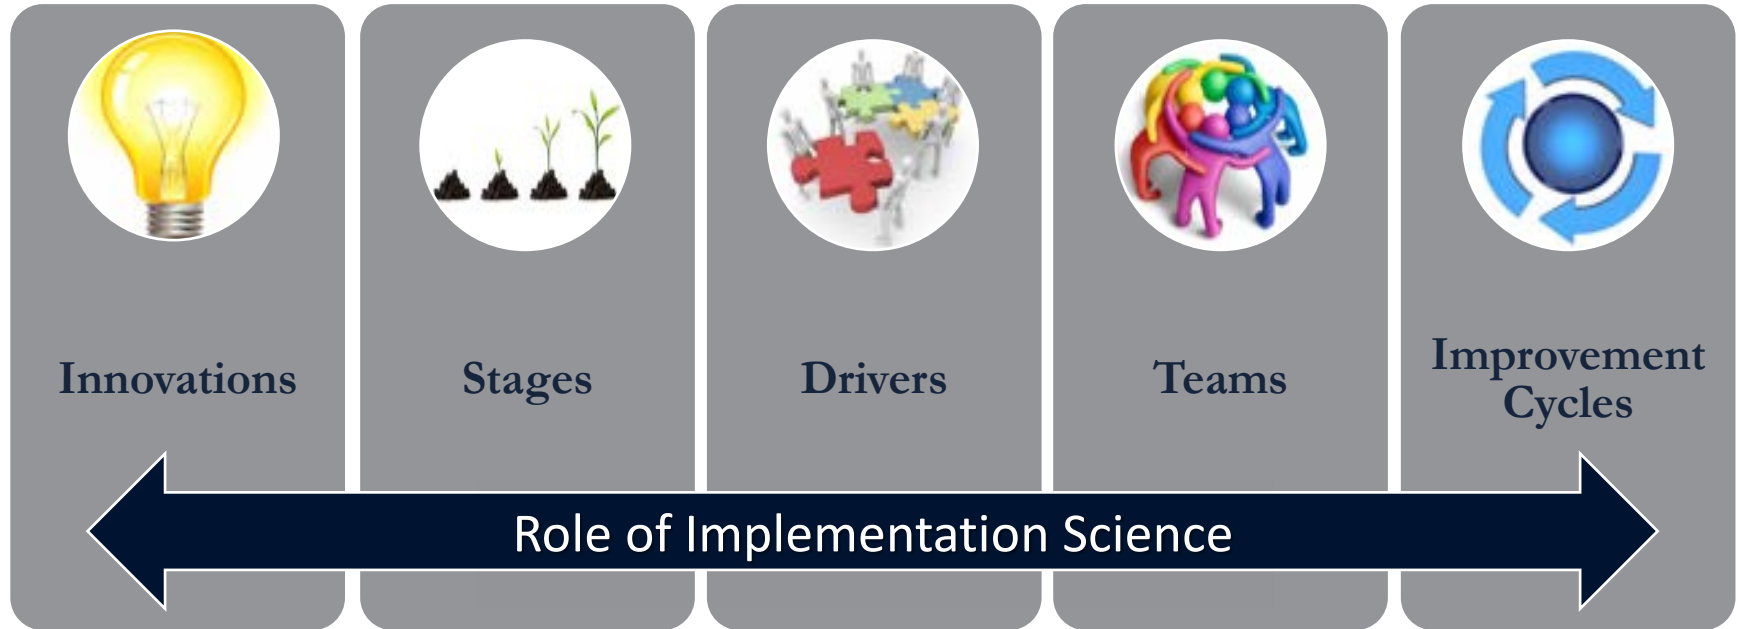 Innovations
Stages
Drivers
Teams
Improvement
Cycles
Role of Implementation Science